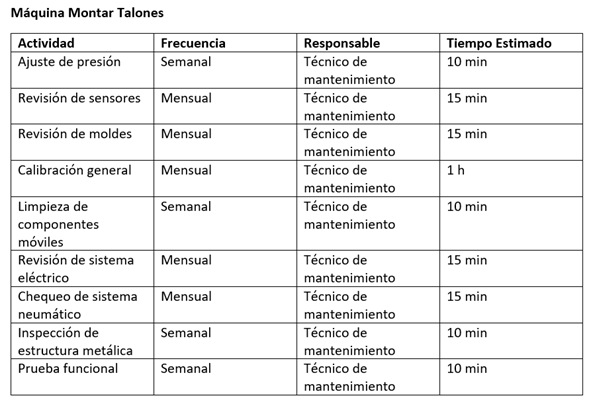 Máquina Montar Talones
Actividad Frecuencia Responsable Tiempo Estimado
Ajuste de presión Semanal Técnico de mantenimiento 10 min
Revisión de sensores Mensual Técnico de mantenimiento 15 min
Revisión de moldes Mensual Técnico de mantenimiento 15 min
Calibración general Mensual Técnico de mantenimiento 1 h
Limpieza de componentes móviles Semanal Técnico de mantenimiento 10 min
Revisión de sistema eléctrico Mensual Técnico de mantenimiento 15 min
Chequeo de sistema neumático Mensual Técnico de mantenimiento 15 min
Inspección de estructura metálica Semanal Técnico de mantenimiento 10 min
Prueba funcional Semanal Técnico de mantenimiento 10 min